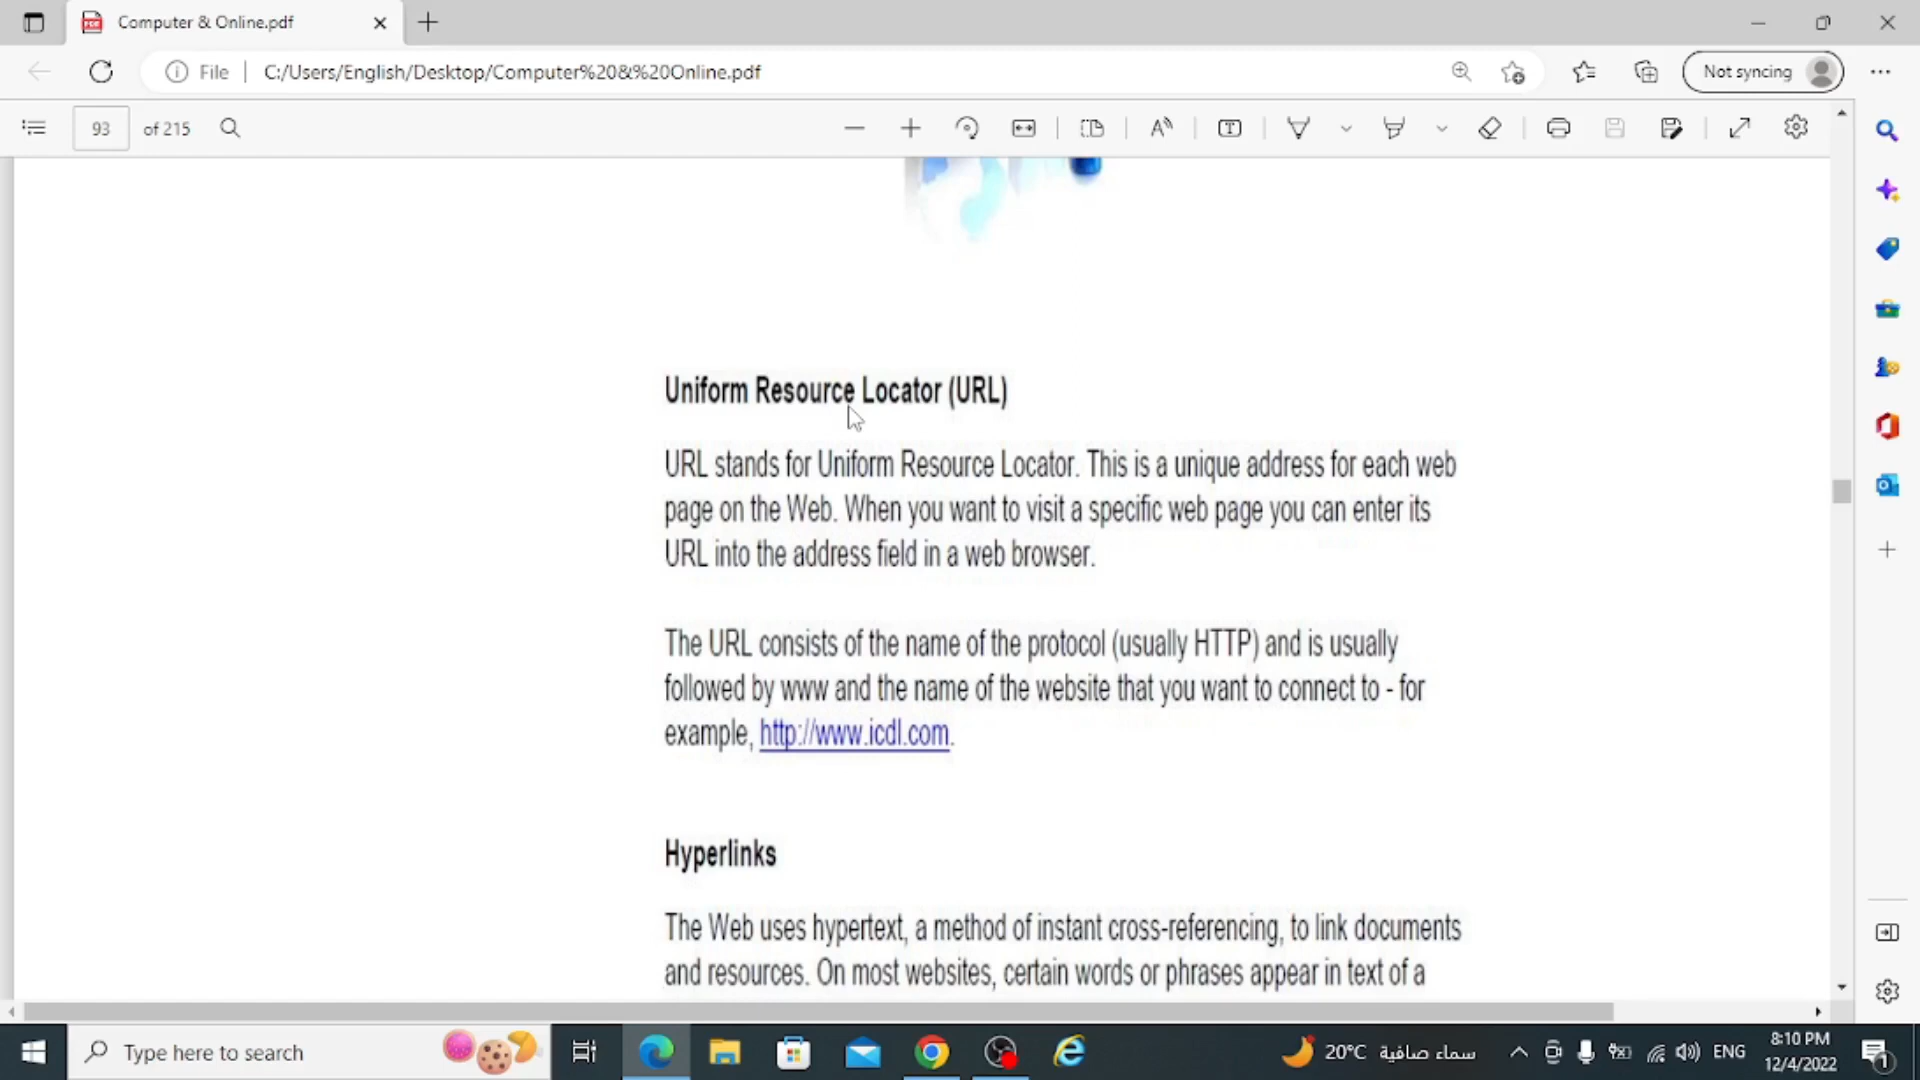 Computer & Online.pdf
File
C:/Users/English/Desktop/Computer%20&%20Online.pdf
Not syncing
93 of 215
Uniform Resource Locator (URL)
URL stands for Uniform Resource Locator. This is a unique address for each web
page on the Web. When you want to visit a specific web page you can enter its
URL into the address field in a web browser.
The URL consists of the name of the protocol (usually HTTP) and is usually
followed by www and the name of the website that you want to connect to - for
example, http://www.icdl.com.
Hyperlinks
The Web uses hypertext, a method of instant cross-referencing, to link documents
and resources. On most websites, certain words or phrases appear in text of a
Type here to search
20°C سماء صافية
ENG
8:10 PM
12/4/2022
1